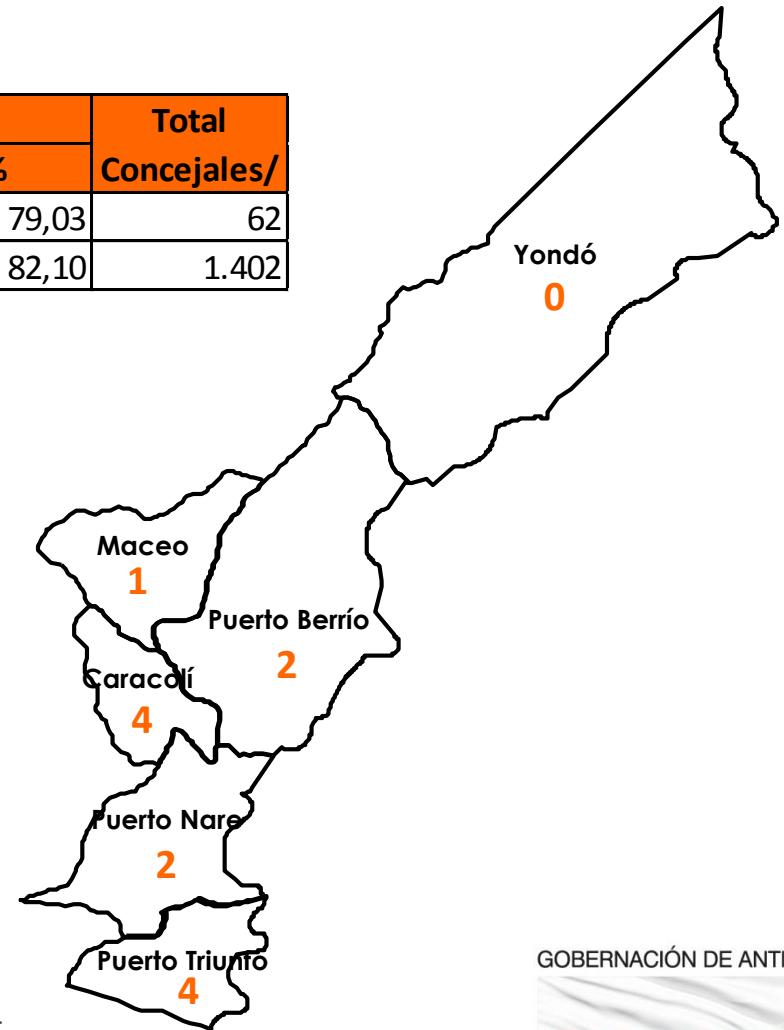 Total
% Concejales/
79,03 62
82,10 1.402
Yondó
0
Maceo
1
Puerto Berrío
2
Caracolí
4
Puerto Nare
2
Puerto Triunfo
4
GOBERNACIÓN DE ANTI